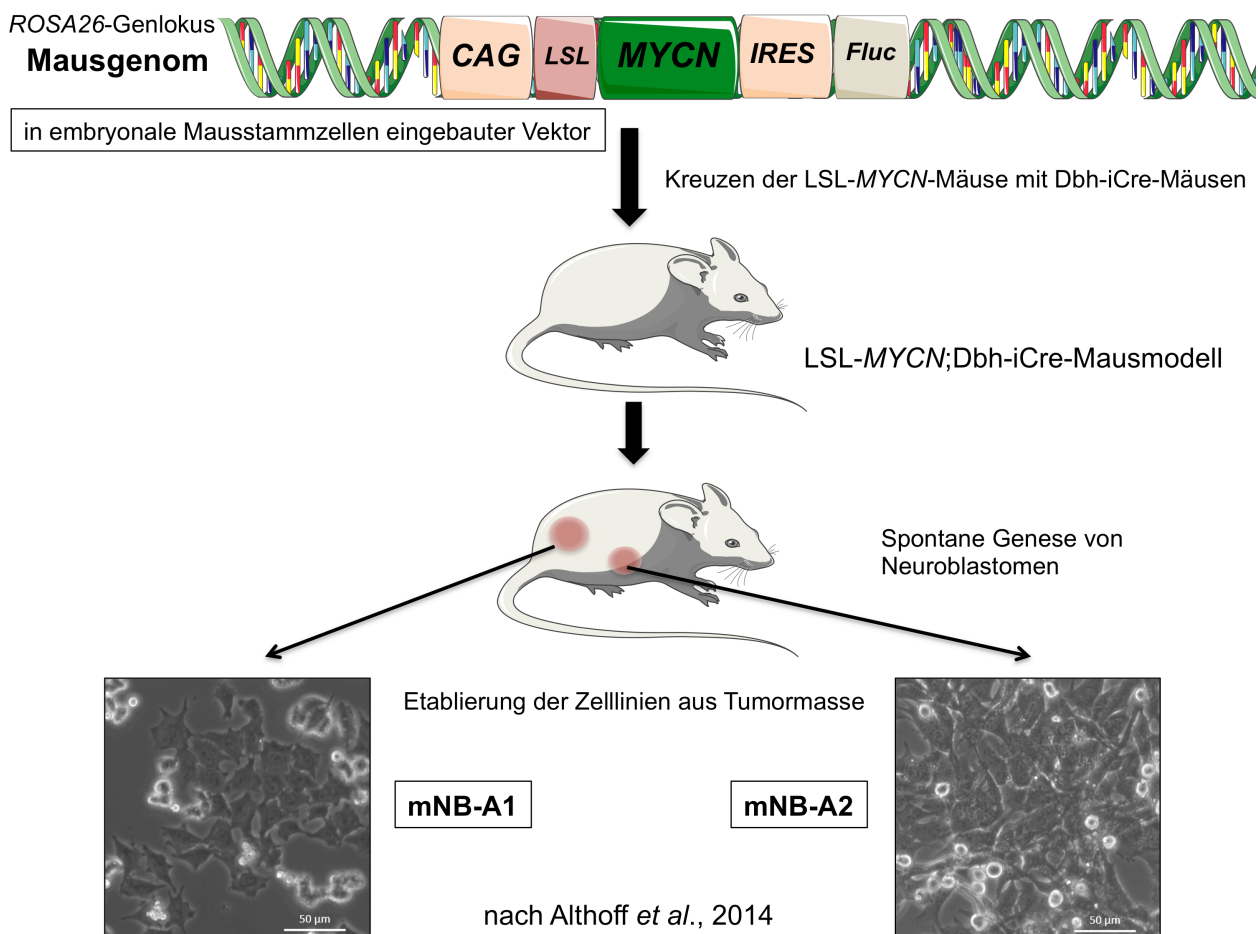 ROSA26-Genlokus
Mausgenom
CAG
LSL
MYCN
IRES
Fluc
in embryonale Mausstammzellen eingebauter Vektor
Kreuzen der LSL-MYCN-Mäuse mit Dbh-iCre-Mäusen
LSL-MYCN;Dbh-iCre-Mausmodell
Spontane Genese von
Neuroblastomen
Etablierung der Zelllinien aus Tumormasse
mNB-A1
mNB-A2
50 µm
50 µm
nach Althoff et al., 2014